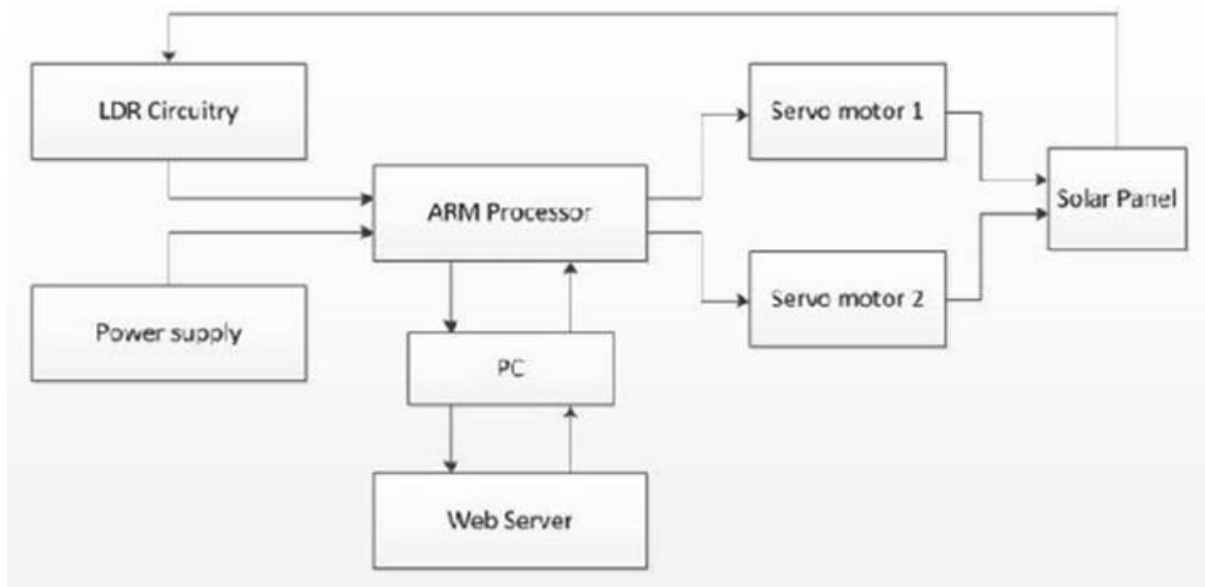 LDR Circuitry
Servo motor 1
ARM Processor
Solar Panel
Power supply
Servo motor 2
PC
Web Server